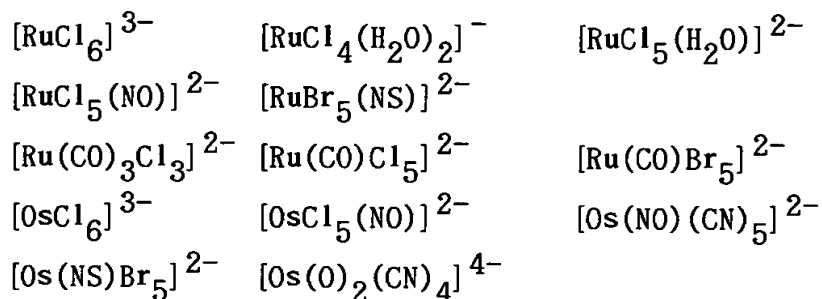 [RuCl₆]³⁻ [RuCl₄(H₂O)₂]⁻ [RuCl₅(H₂O)]²⁻
[RuCl₅(NO)]²⁻ [RuBr₅(NS)]²⁻
[Ru(CO)₃Cl₃]²⁻ [Ru(CO)Cl₅]²⁻ [Ru(CO)Br₅]²⁻
[OsCl₆]³⁻ [OsCl₅(NO)]²⁻ [Os(NO)(CN)₅]²⁻
[Os(NS)Br₅]²⁻ [Os(O)₂(CN)₄]⁴⁻